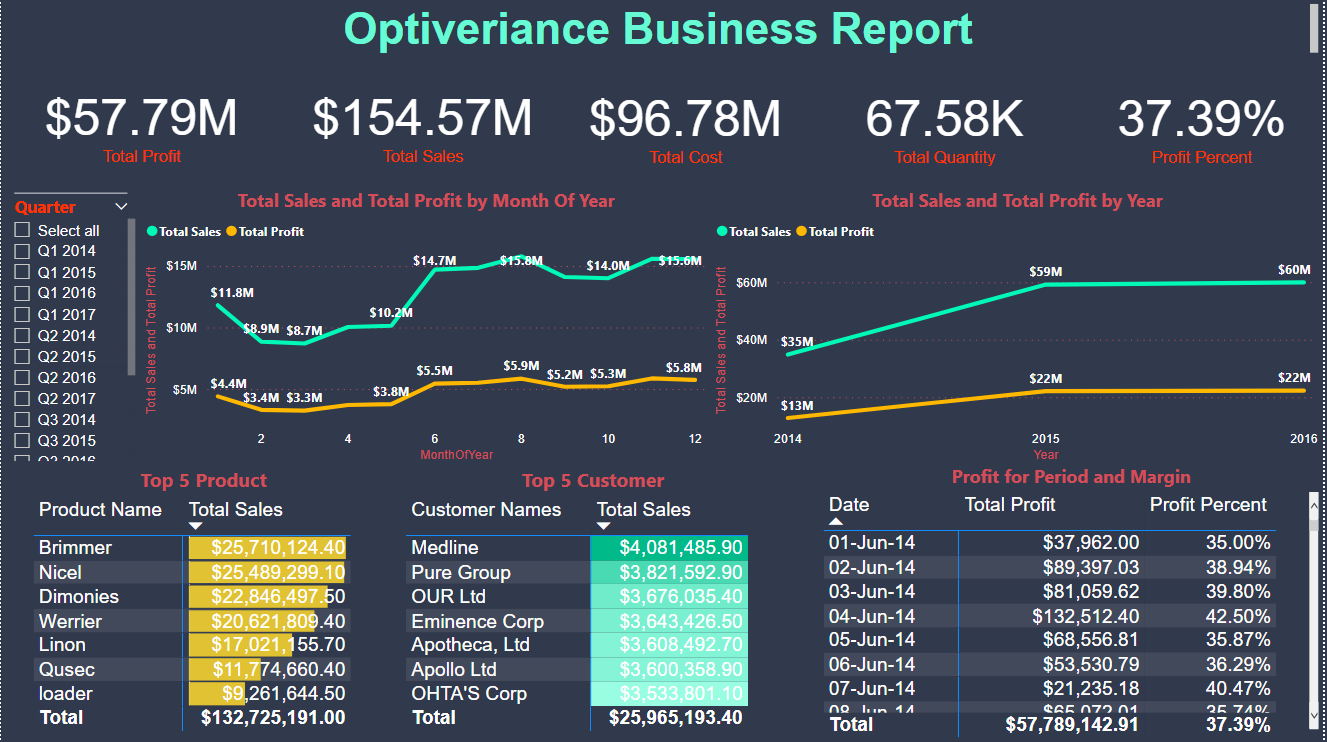 Optiveriance Business Report
$57.79M
Total Profit
$154.57M
Total Sales
$96.78M
Total Cost
67.58K
Total Quantity
37.39%
Profit Percent
Quarter
Select all
Q1 2014
Q1 2015
Q1 2016
Q1 2017
Q2 2014
Q2 2015
Q2 2016
Q2 2017
Q3 2014
Q3 2015
Q3 2016
Total Sales and Total Profit by Month Of Year
Total Sales Total Profit
Total Sales and Total Profit
$15M
$10M
$5M
$11.8M
$8.9M
$8.7M
$10.2M
$14.7M
$15.8M
$14.0M
$15.6M
$4.4M
$3.4M
$3.3M
$3.8M
$5.5M
$5.9M
$5.2M
$5.3M
$5.8M
2 4 6 8 10 12
MonthOfYear
Total Sales and Total Profit by Year
Total Sales Total Profit
Total Sales and Total Profit
$60M
$40M
$20M
$35M
$59M
$60M
$13M
$22M
$22M
2014 2015 2016
Year
Top 5 Product
Product Name Total Sales
Brimmer $25,710,124.40
Nicel $25,489,299.10
Dimonies $22,846,497.50
Werrier $20,621,809.40
Linon $17,021,155.70
Qusec $11,774,660.40
loader $9,261,644.50
Total $132,725,191.00
Top 5 Customer
Customer Names Total Sales
Medline $4,081,485.90
Pure Group $3,821,592.90
OUR Ltd $3,676,035.40
Eminence Corp $3,643,426.50
Apotheca, Ltd $3,608,492.70
Apollo Ltd $3,600,358.90
OHTA'S Corp $3,533,801.10
Total $25,965,193.40
Profit for Period and Margin
Date Total Profit Profit Percent
01-Jun-14 $37,962.00 35.00%
02-Jun-14 $89,397.03 38.94%
03-Jun-14 $81,059.62 39.80%
04-Jun-14 $132,512.40 42.50%
05-Jun-14 $68,556.81 35.87%
06-Jun-14 $53,530.79 36.29%
07-Jun-14 $21,235.18 40.47%
08-Jun-14 $65,072.01 35.74%
Total $57,789,142.91 37.39%